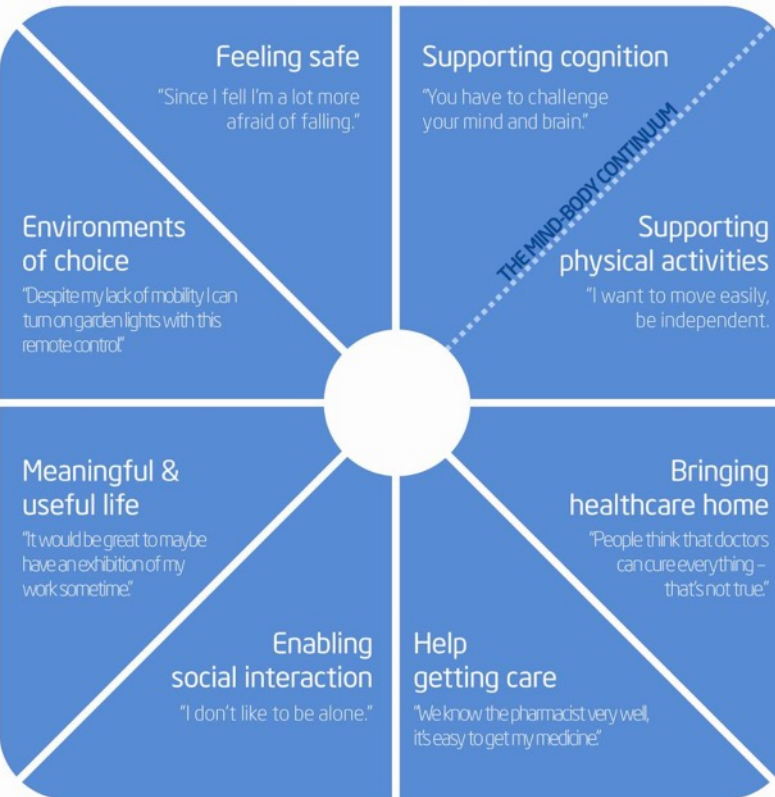 Feeling safe
"Since I fell I'm a lot more
afraid of falling."
Supporting cognition
"You have to challenge
your mind and brain."
THE MIND-BODY CONTINUUM
Supporting
physical activities
"I want to move easily,
be independent.
Environments
of choice
"Despite my lack of mobility I can
turn on garden lights with this
remote control"
Meaningful &
useful life
"It would be great to maybe
have an exhibition of my
work sometime."
Bringing
healthcare home
"People think that doctors
can cure everything –
that's not true."
Enabling
social interaction
"I don't like to be alone."
Help
getting care
"We know the pharmacist very well,
it's easy to get my medicine."